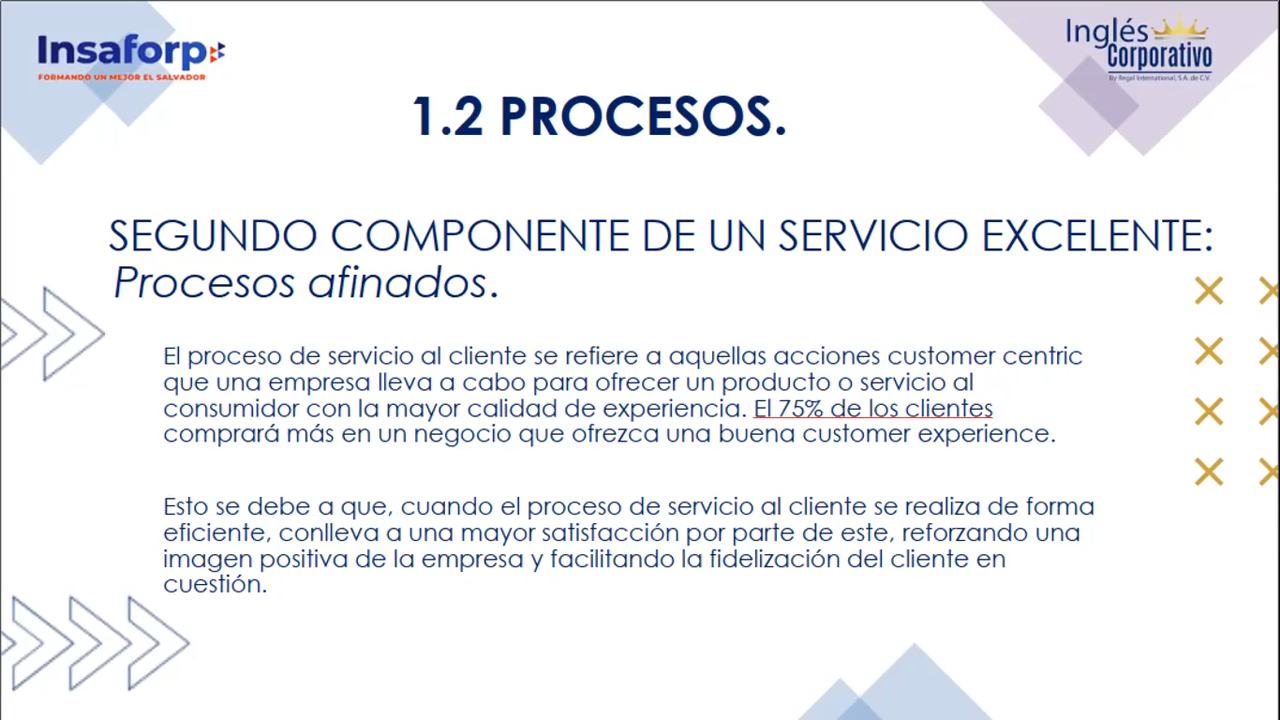 Insaforp
FORMANDO UN MEJOR EL SALVADOR
Inglés
Corporativo
By Regal International, S.A. de C.V.
1.2 PROCESOS.
SEGUNDO COMPONENTE DE UN SERVICIO EXCELENTE:
Procesos afinados.
El proceso de servicio al cliente se refiere a aquellas acciones customer centric
que una empresa lleva a cabo para ofrecer un producto o servicio al
consumidor con la mayor calidad de experiencia. El 75% de los clientes
comprará más en un negocio que ofrezca una buena customer experience.
Esto se debe a que, cuando el proceso de servicio al cliente se realiza de forma
eficiente, conlleva a una mayor satisfacción por parte de este, reforzando una
imagen positiva de la empresa y facilitando la fidelización del cliente en
cuestión.